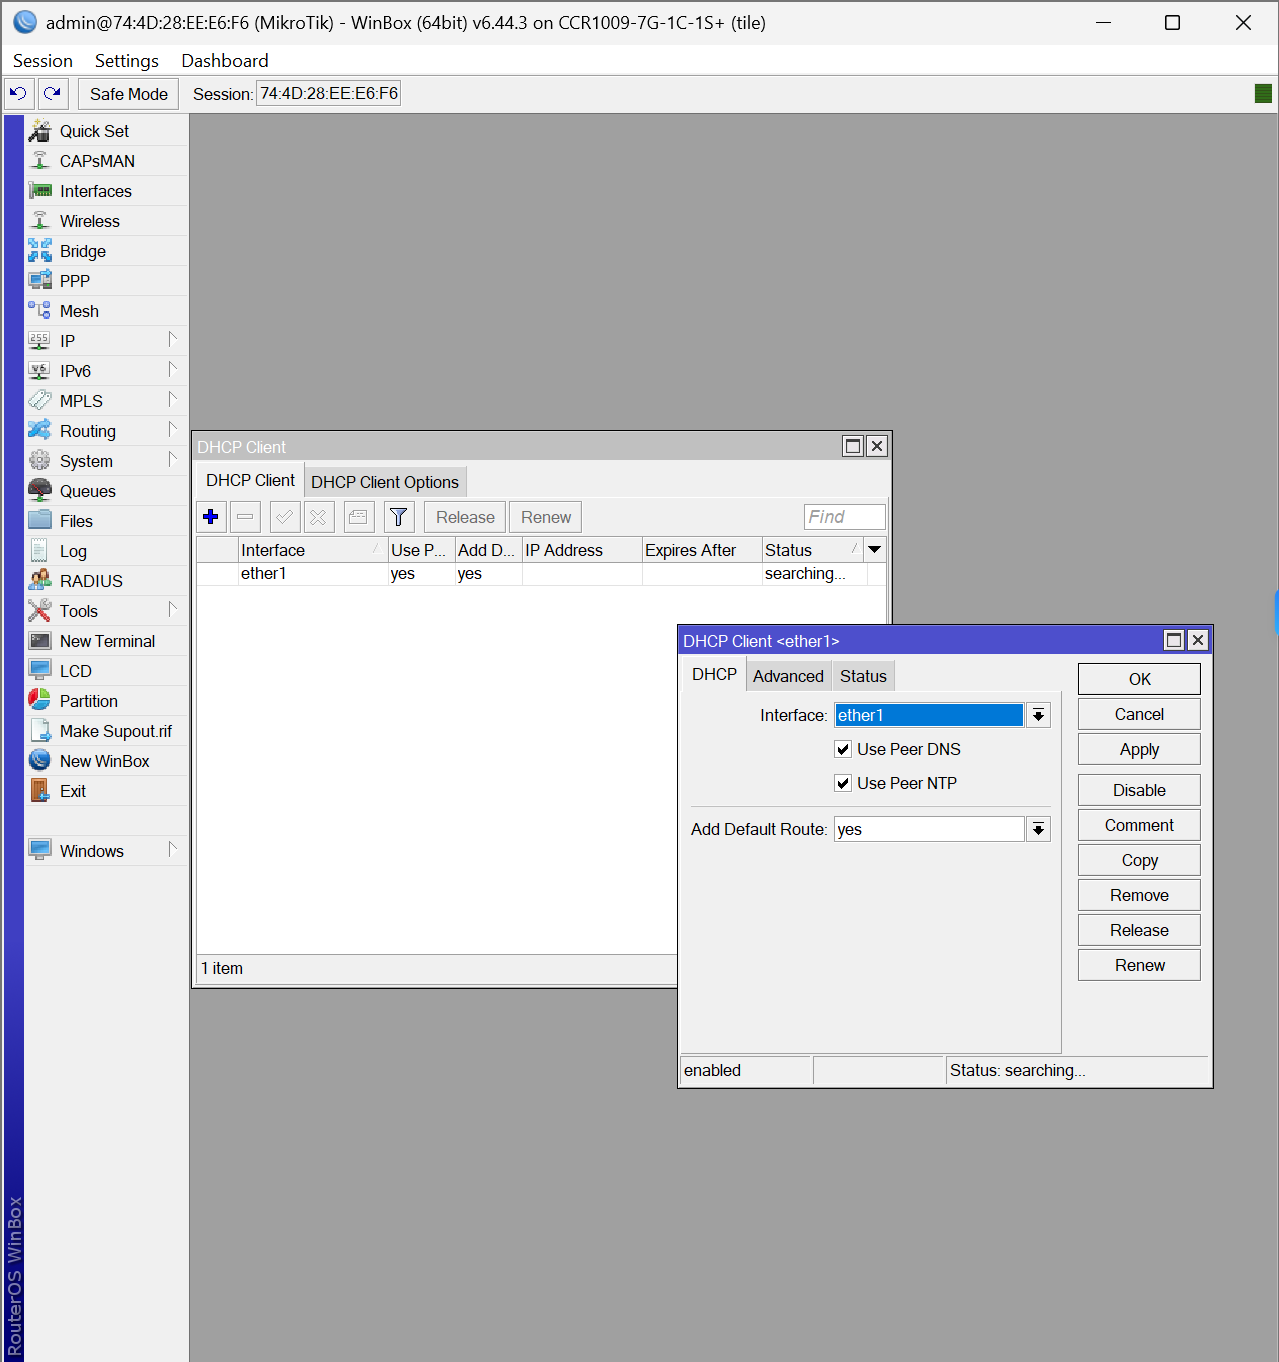 admin@74:4D:28:EE:E6:F6 (MikroTik) - WinBox (64bit) v6.44.3 on CCR1009-7G-1C-1S+ (tile)
Session Settings Dashboard
Safe Mode Session: 74:4D:28:EE:E6:F6
Quick Set
CAPsMAN
Interfaces
Wireless
Bridge
PPP
Mesh
IP
IPv6
MPLS
Routing
System
Queues
Files
Log
RADIUS
Tools
New Terminal
LCD
Partition
Make Supout.rif
New WinBox
Exit
Windows
RouterOS WinBox
DHCP Client
DHCP Client DHCP Client Options
Release Renew Find
Interface Use P... Add D... IP Address Expires After Status
ether1 yes yes searching...
1 item
DHCP Client <ether1>
DHCP Advanced Status
Interface: ether1
Use Peer DNS
Use Peer NTP
Add Default Route: yes
OK
Cancel
Apply
Disable
Comment
Copy
Remove
Release
Renew
enabled Status: searching...